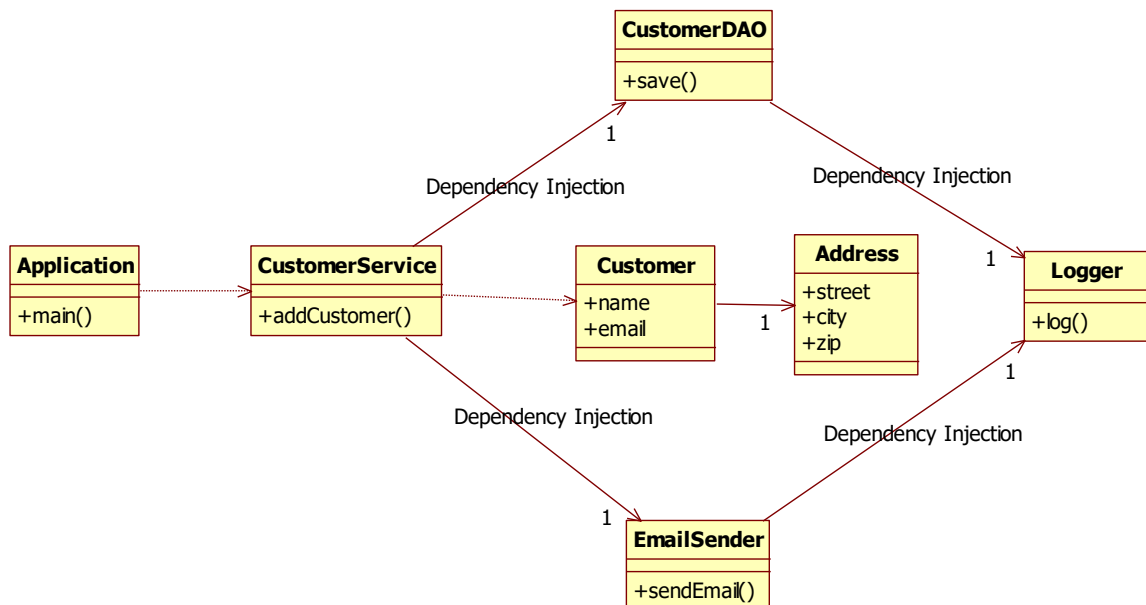 CustomerDAO
+save()
1
Dependency Injection
Dependency Injection
Application
+main()
CustomerService
+addCustomer()
Customer
+name
+email
1
Address
+street
+city
+zip
1
Logger
+log()
1
Dependency Injection
Dependency Injection
1
EmailSender
+sendEmail()